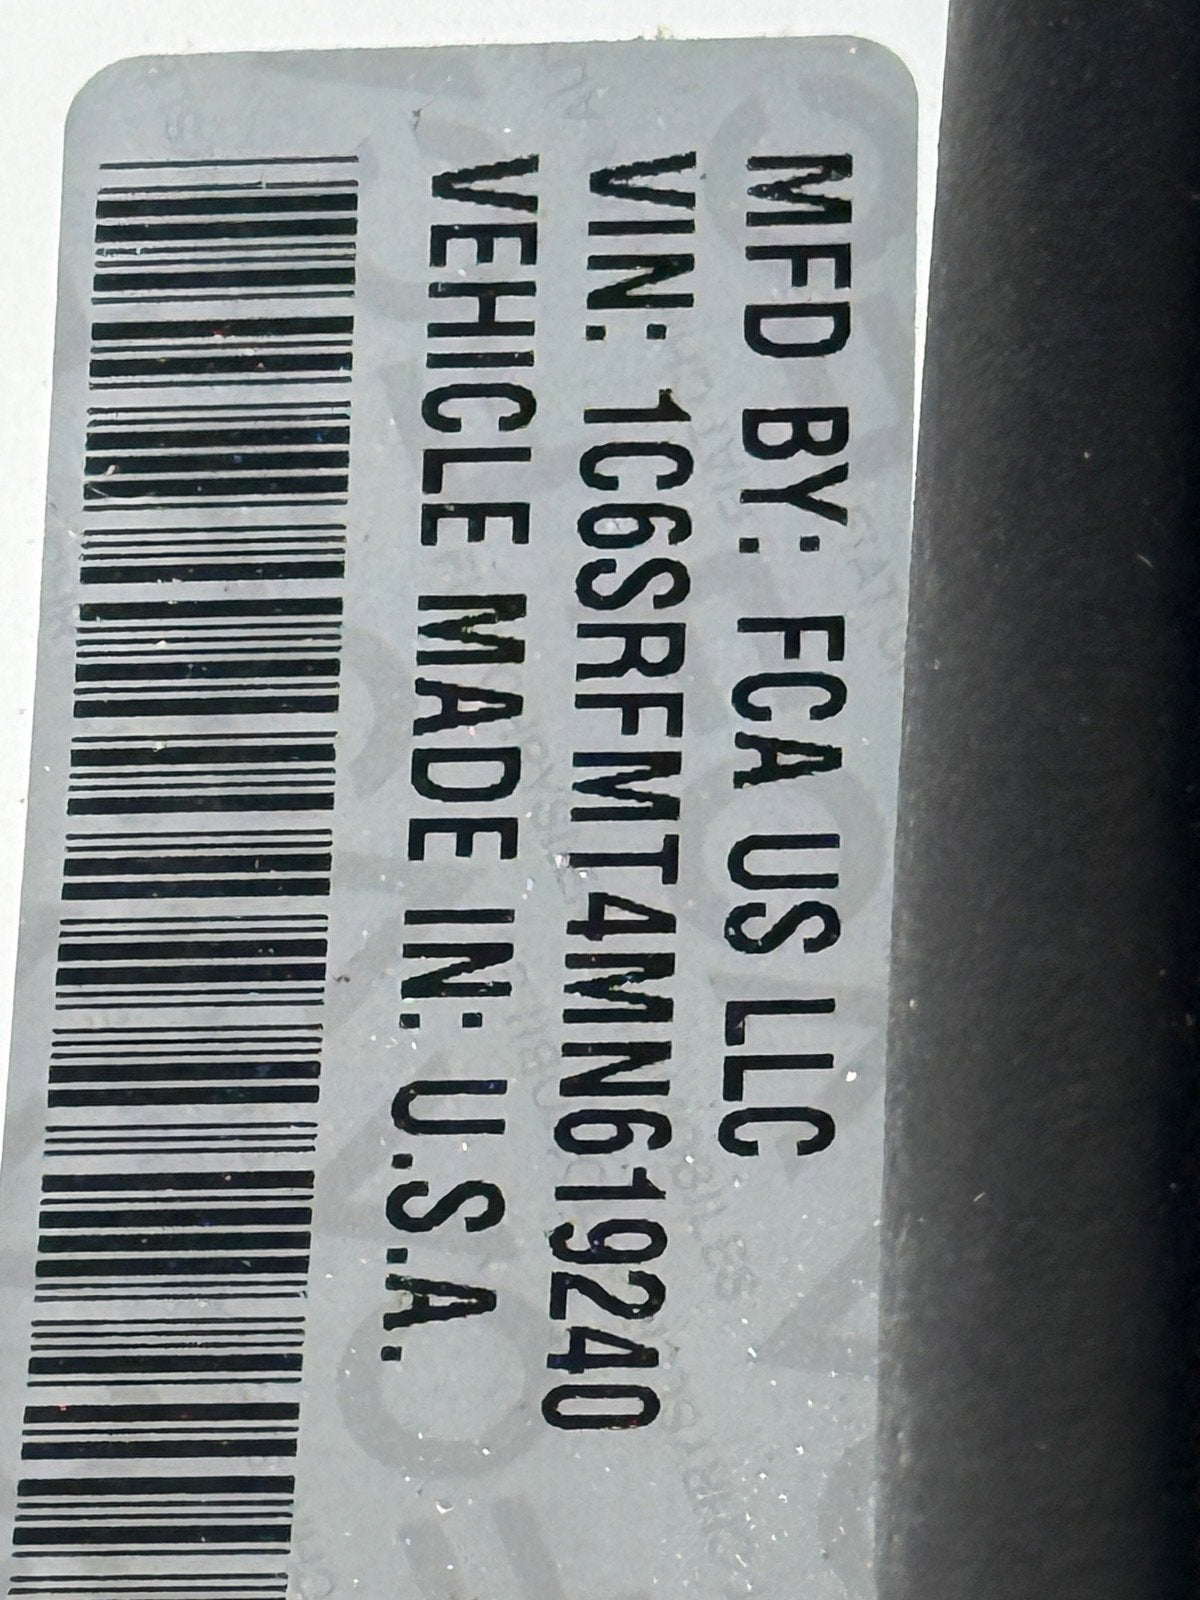 MFD BY: FCA US LLC
VIN: 1C6SRFMT4MN619240
VEHICLE MADE IN: U.S.A.